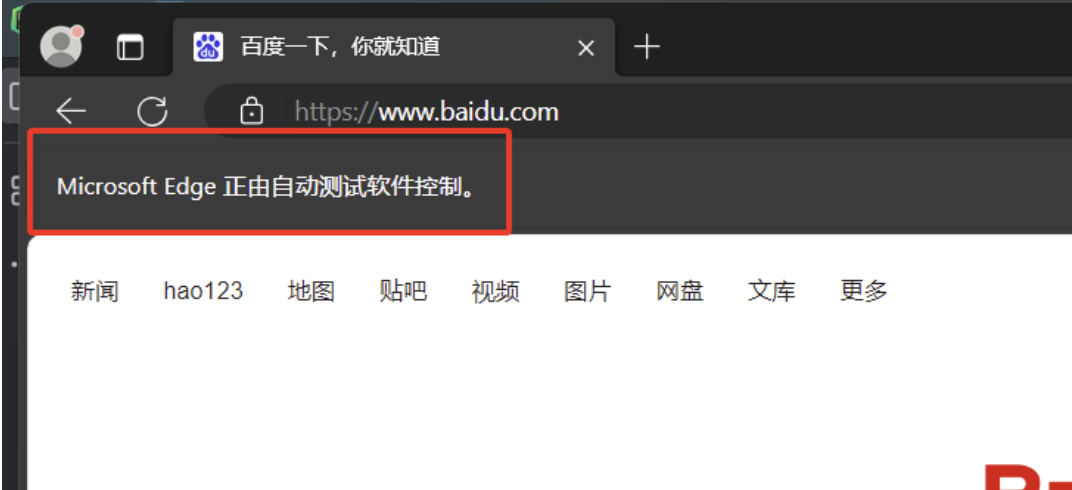 百度一下，你就知道
https://www.baidu.com
Microsoft Edge 正由自动测试软件控制。
新闻 hao123 地图 贴吧 视频 图片 网盘 文库 更多